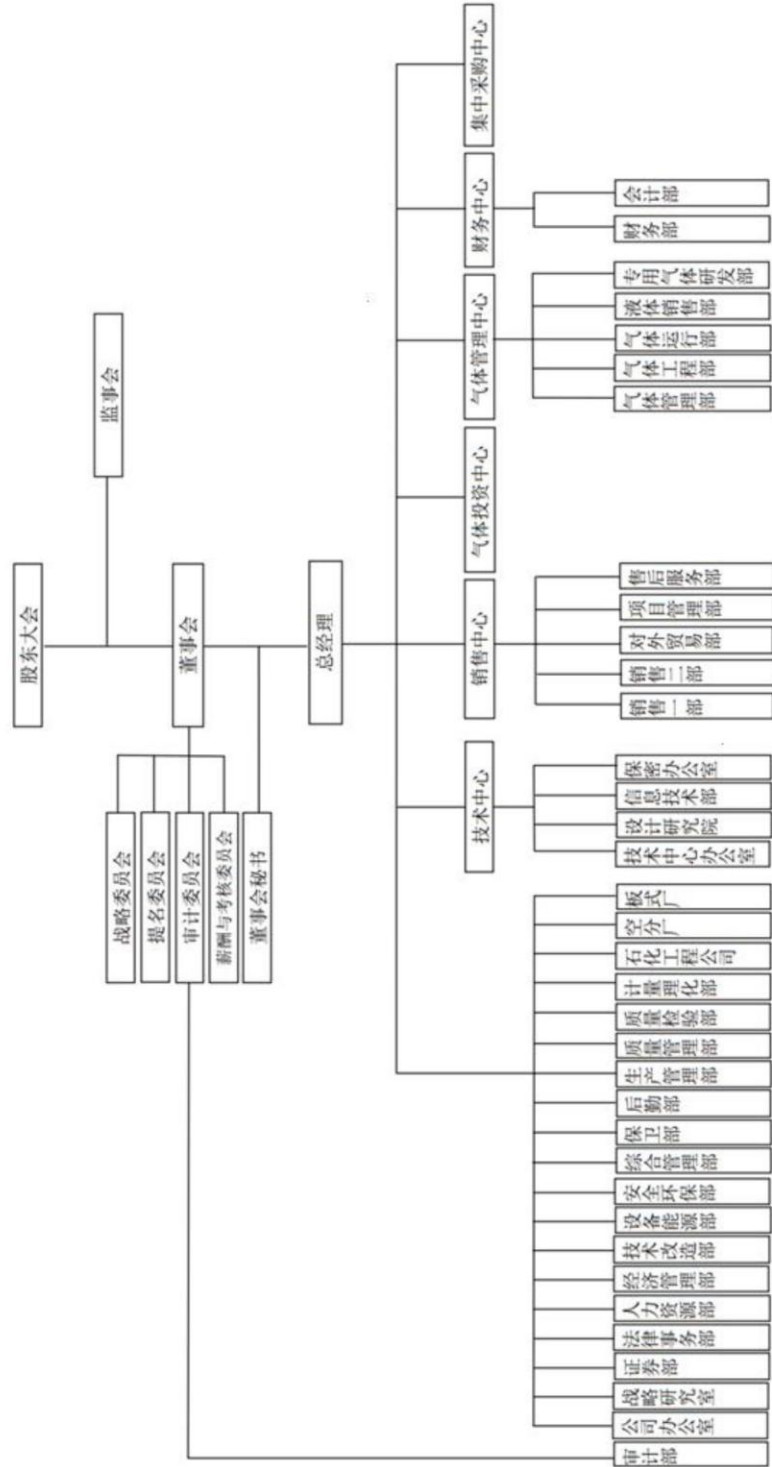 股东大会
监事会
董事会
战略委员会
提名委员会
审计委员会
薪酬与考核委员会
董事会秘书
总经理
技术中心
销售中心
气体投资中心
气体管理中心
财务中心
集中采购中心
审计部
公司办公室
战略研究室
证券部
法律事务部
人力资源部
经济管理部
技术改造部
设备能源部
安全环保部
综合管理部
保卫部
后勤部
生产管理部
质量管理部
质量检验部
计量理化部
石化工程公司
空分厂
板式厂
技术中心办公室
设计研究院
信息技术部
保密办公室
销售一部
销售二部
对外贸易部
项目管理部
售后服务部
气体管理部
气体工程部
气体运行部
液体销售部
专用气体研发部
财务部
会计部